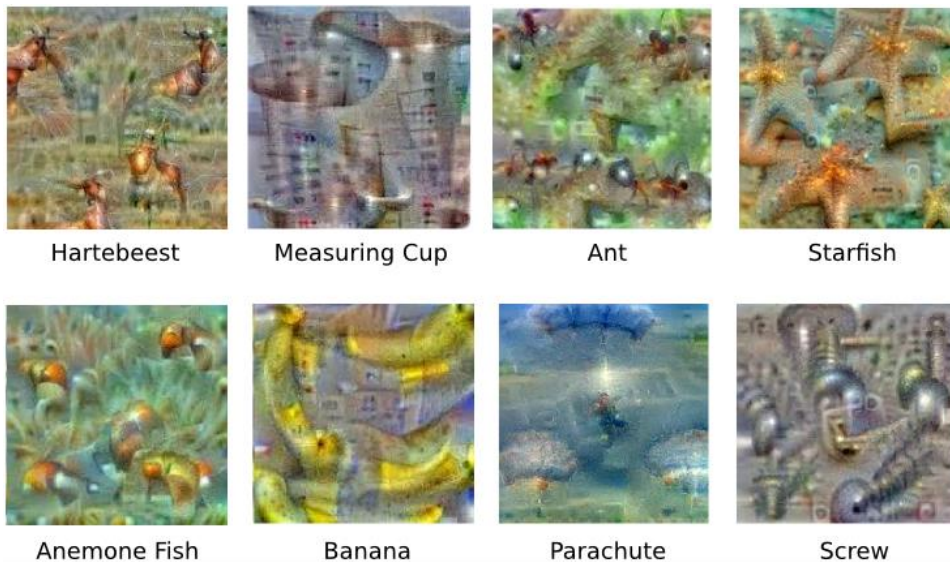 Hartebeest
Measuring Cup
Ant
Starfish
Anemone Fish
Banana
Parachute
Screw